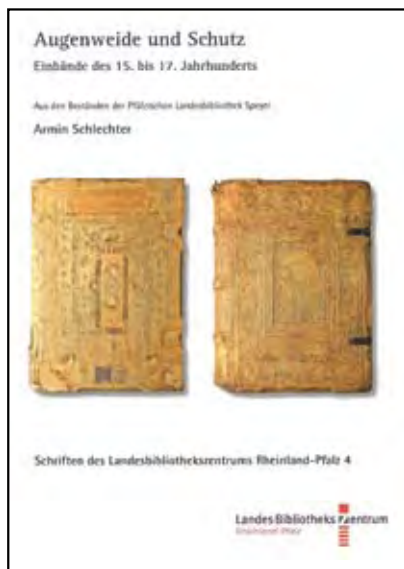 Augenweide und Schutz
Einbände des 15. bis 17. Jahrhunderts
Aus den Beständen der Pfälzischen Landesbibliothek Speyer
Armin Schlechter
Schriften des Landesbibliothekszentrums Rheinland-Pfalz 4
LandesBibliothekszentrum
Rheinland-Pfalz